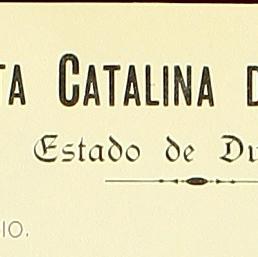 TA CATALINA D
Estado de Du
IO.